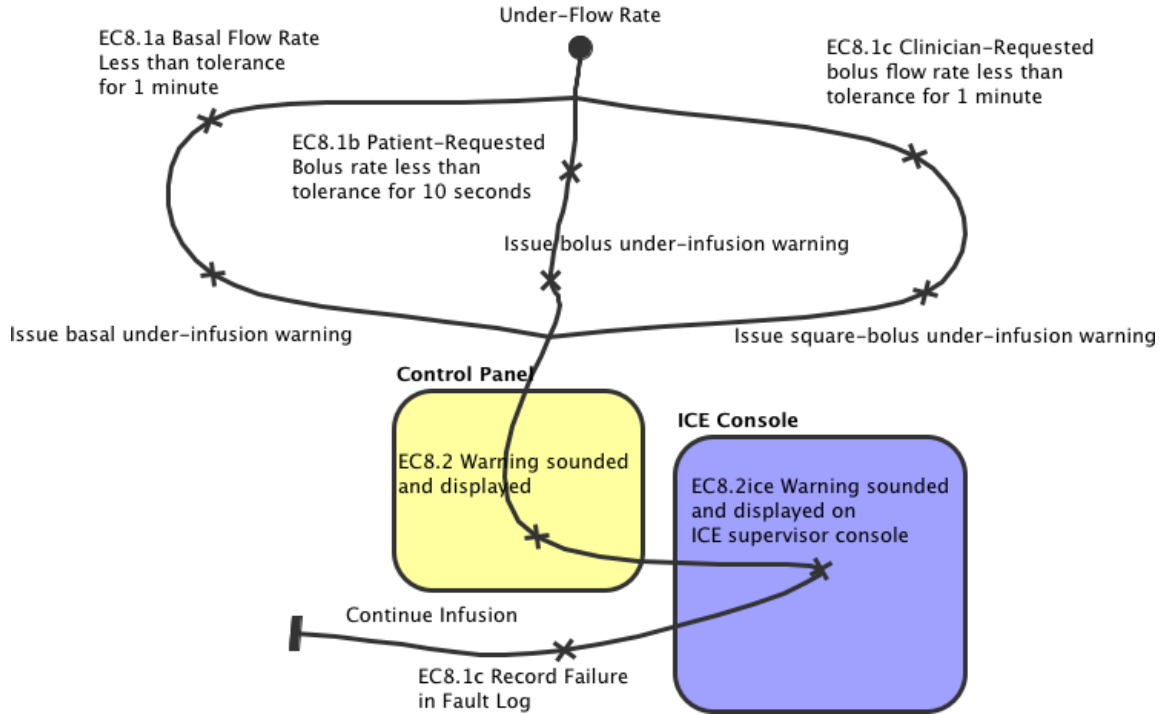 Under-Flow Rate
EC8.1a Basal Flow Rate
Less than tolerance
for 1 minute
EC8.1c Clinician-Requested
bolus flow rate less than
tolerance for 1 minute
EC8.1b Patient-Requested
Bolus rate less than
tolerance for 10 seconds
Issue bolus under-infusion warning
Issue basal under-infusion warning
Issue square-bolus under-infusion warning
Control Panel
EC8.2 Warning sounded
and displayed
ICE Console
EC8.2ice Warning sounded
and displayed on
ICE supervisor console
Continue Infusion
EC8.1c Record Failure
in Fault Log